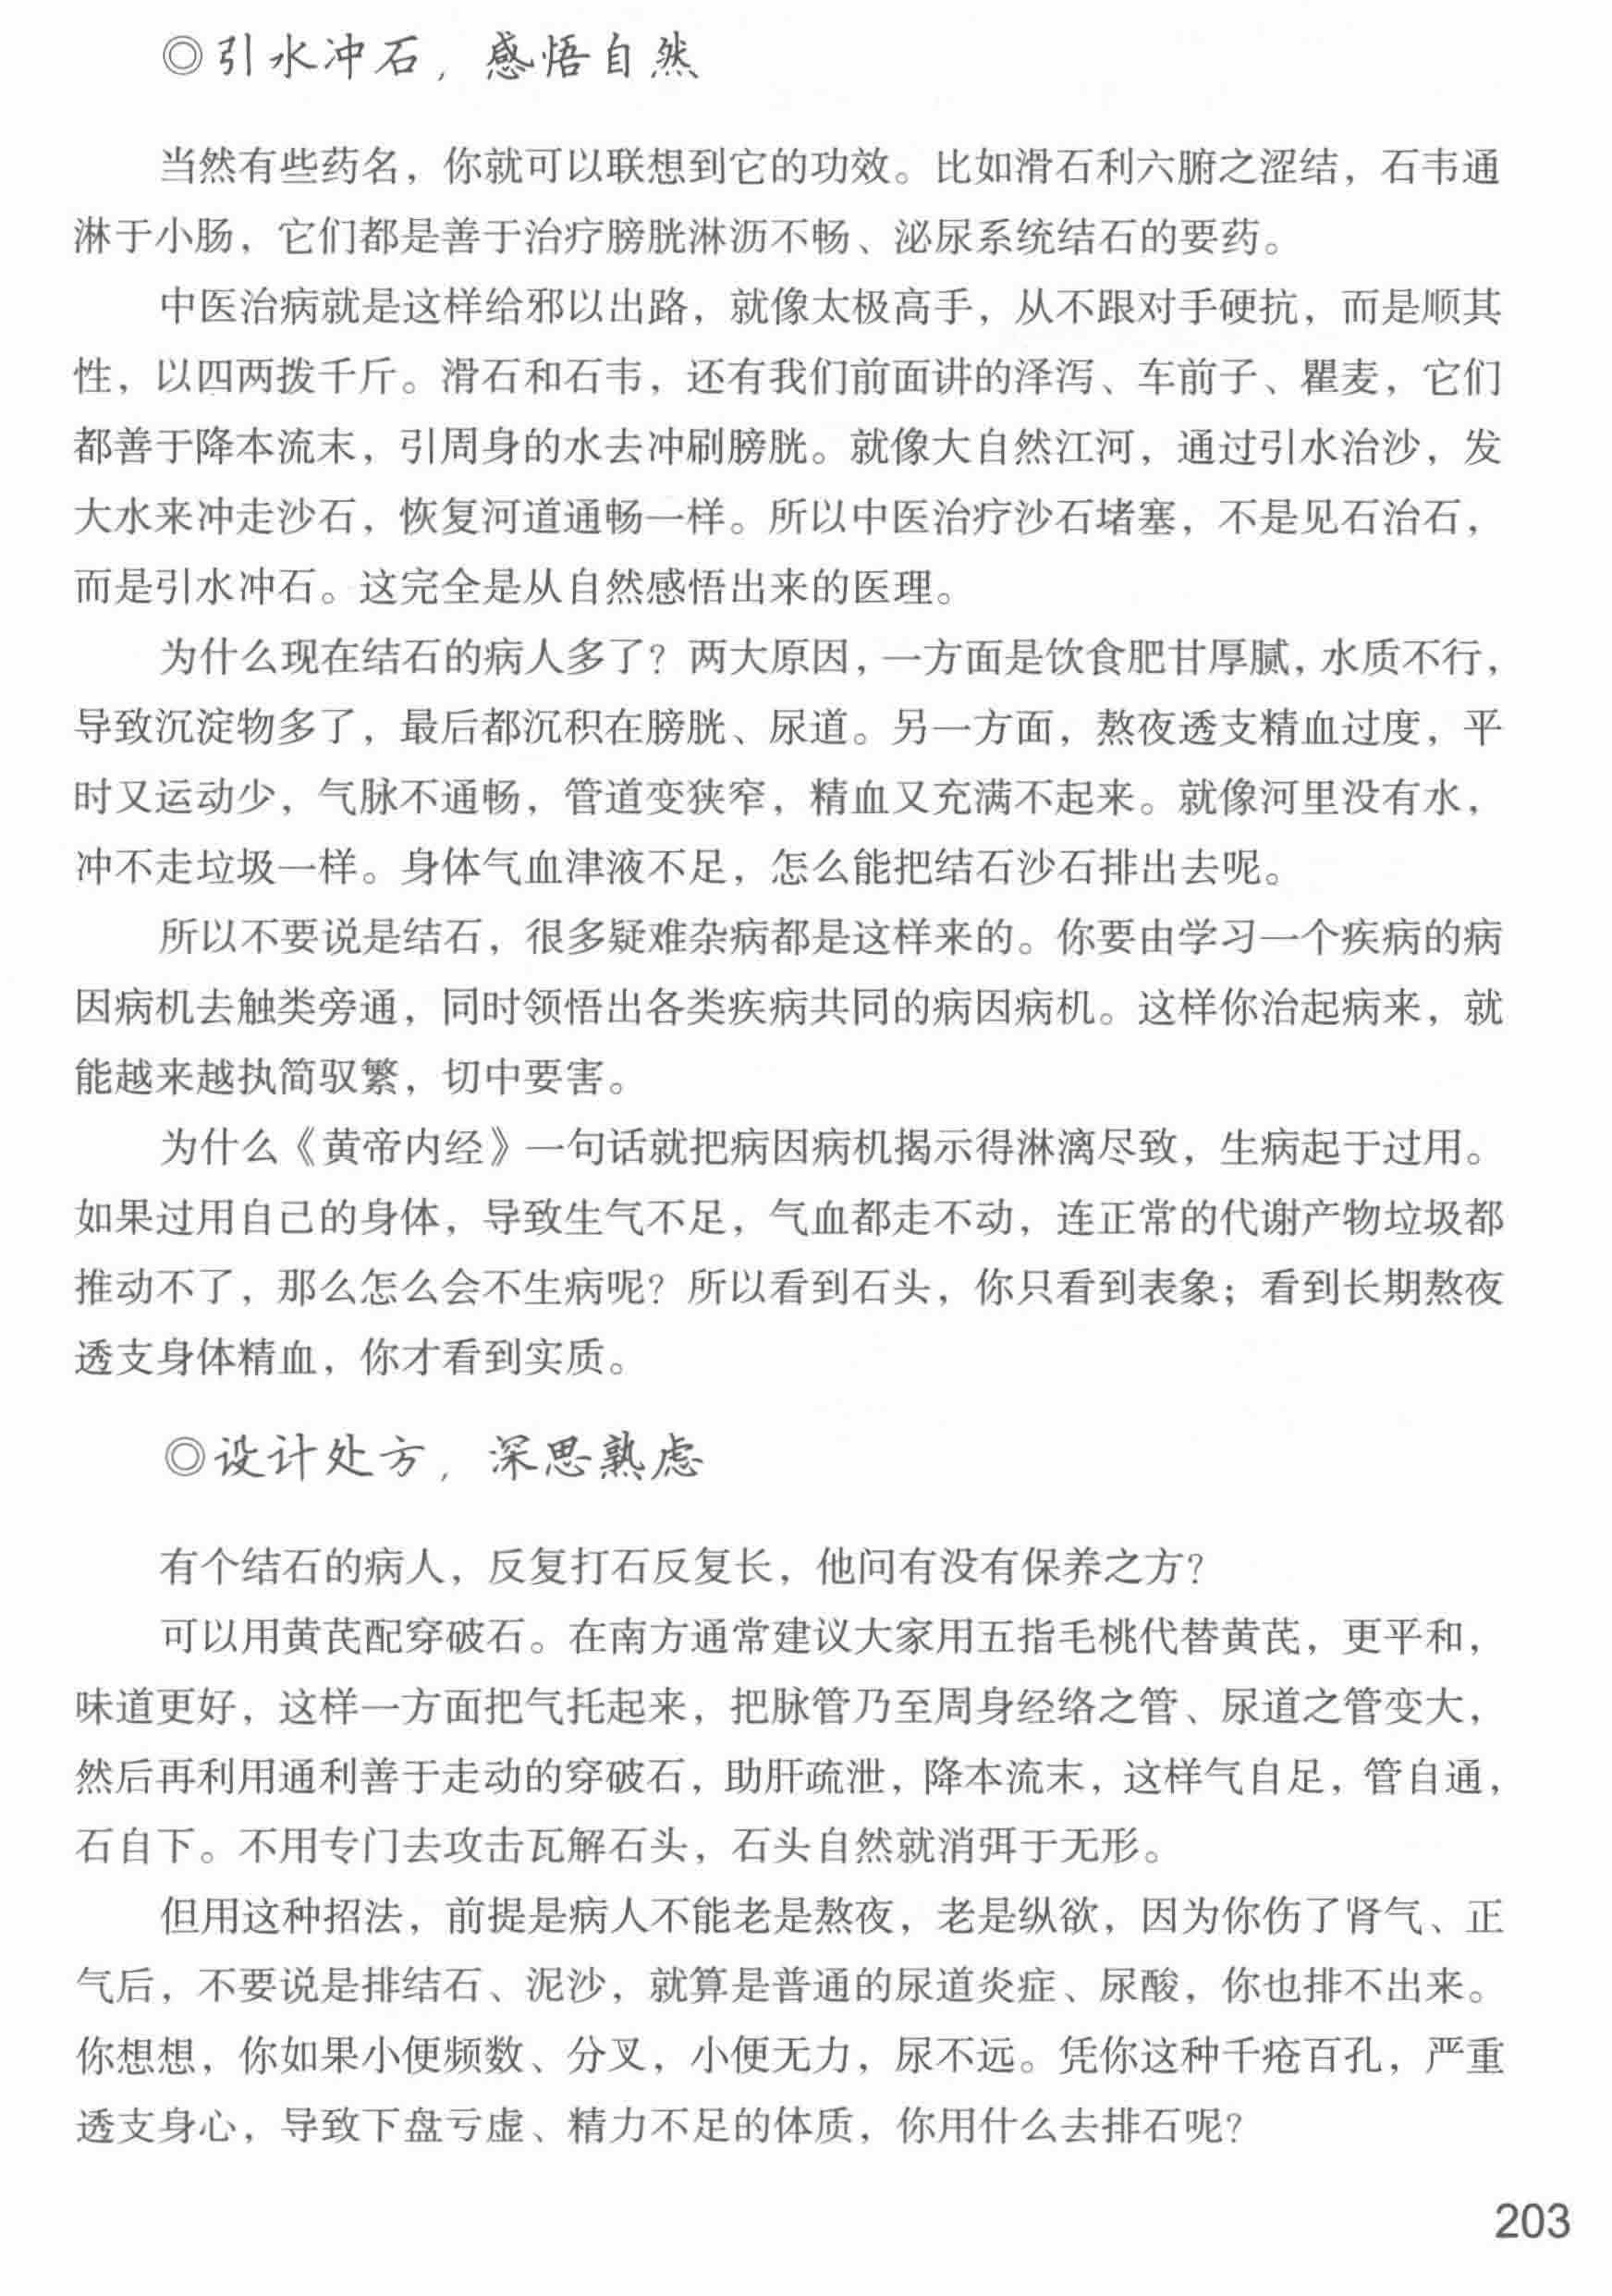 ◎引水冲石，感悟自然
当然有些药名，你就可以联想到它的功效。比如滑石利六腑之涩结，石韦通
淋于小肠，它们都是善于治疗膀胱淋沥不畅、泌尿系统结石的要药。
中医治病就是这样给邪以出路，就像太极高手，从不跟对手硬抗，而是顺其
性，以四两拨千斤。滑石和石韦，还有我们前面讲的泽泻、车前子、瞿麦，它们
都善于降本流末，引周身的水去冲刷膀胱。就像大自然江河，通过引水治沙，发
大水来冲走沙石，恢复河道通畅一样。所以中医治疗沙石堵塞，不是见石治石，
而是引水冲石。这完全是从自然感悟出来的医理。
为什么现在结石的病人多了？两大原因，一方面是饮食肥甘厚腻，水质不行，
导致沉淀物多了，最后都沉积在膀胱、尿道。另一方面，熬夜透支精血过度，平
时又运动少，气脉不通畅，管道变狭窄，精血又充满不起来。就像河里没有水，
冲不走垃圾一样。身体气血津液不足，怎么能把结石沙石排出去呢。
所以不要说是结石，很多疑难杂病都是这样来的。你要由学习一个疾病的病
因病机去触类旁通，同时领悟出各类疾病共同的病因病机。这样你治起病来，就
能越来越执简驭繁，切中要害。
为什么《黄帝内经》一句话就把病因病机揭示得淋漓尽致，生病起于过用。
如果过用自己的身体，导致生气不足，气血都走不动，连正常的代谢产物垃圾都
推动不了，那么怎么会不生病呢？所以看到石头，你只看到表象；看到长期熬夜
透支身体精血，你才看到实质。
◎设计处方，深思熟虑
有个结石的病人，反复打石反复长，他问有没有保养之方？
可以用黄芪配穿破石。在南方通常建议大家用五指毛桃代替黄芪，更平和，
味道更好，这样一方面把气托起来，把脉管乃至周身经络之管、尿道之管变大，
然后再利用通利善于走动的穿破石，助肝疏泄，降本流末，这样气自足，管自通，
石自下。不用专门去攻击瓦解石头，石头自然就消弭于无形。
但用这种招法，前提是病人不能老是熬夜，老是纵欲，因为你伤了肾气、正
气后，不要说是排结石、泥沙，就算是普通的尿道炎症、尿酸，你也排不出来。
你想想，你如果小便频数、分叉，小便无力，尿不远。凭你这种千疮百孔，严重
透支身心，导致下盘亏虚、精力不足的体质，你用什么去排石呢？
203